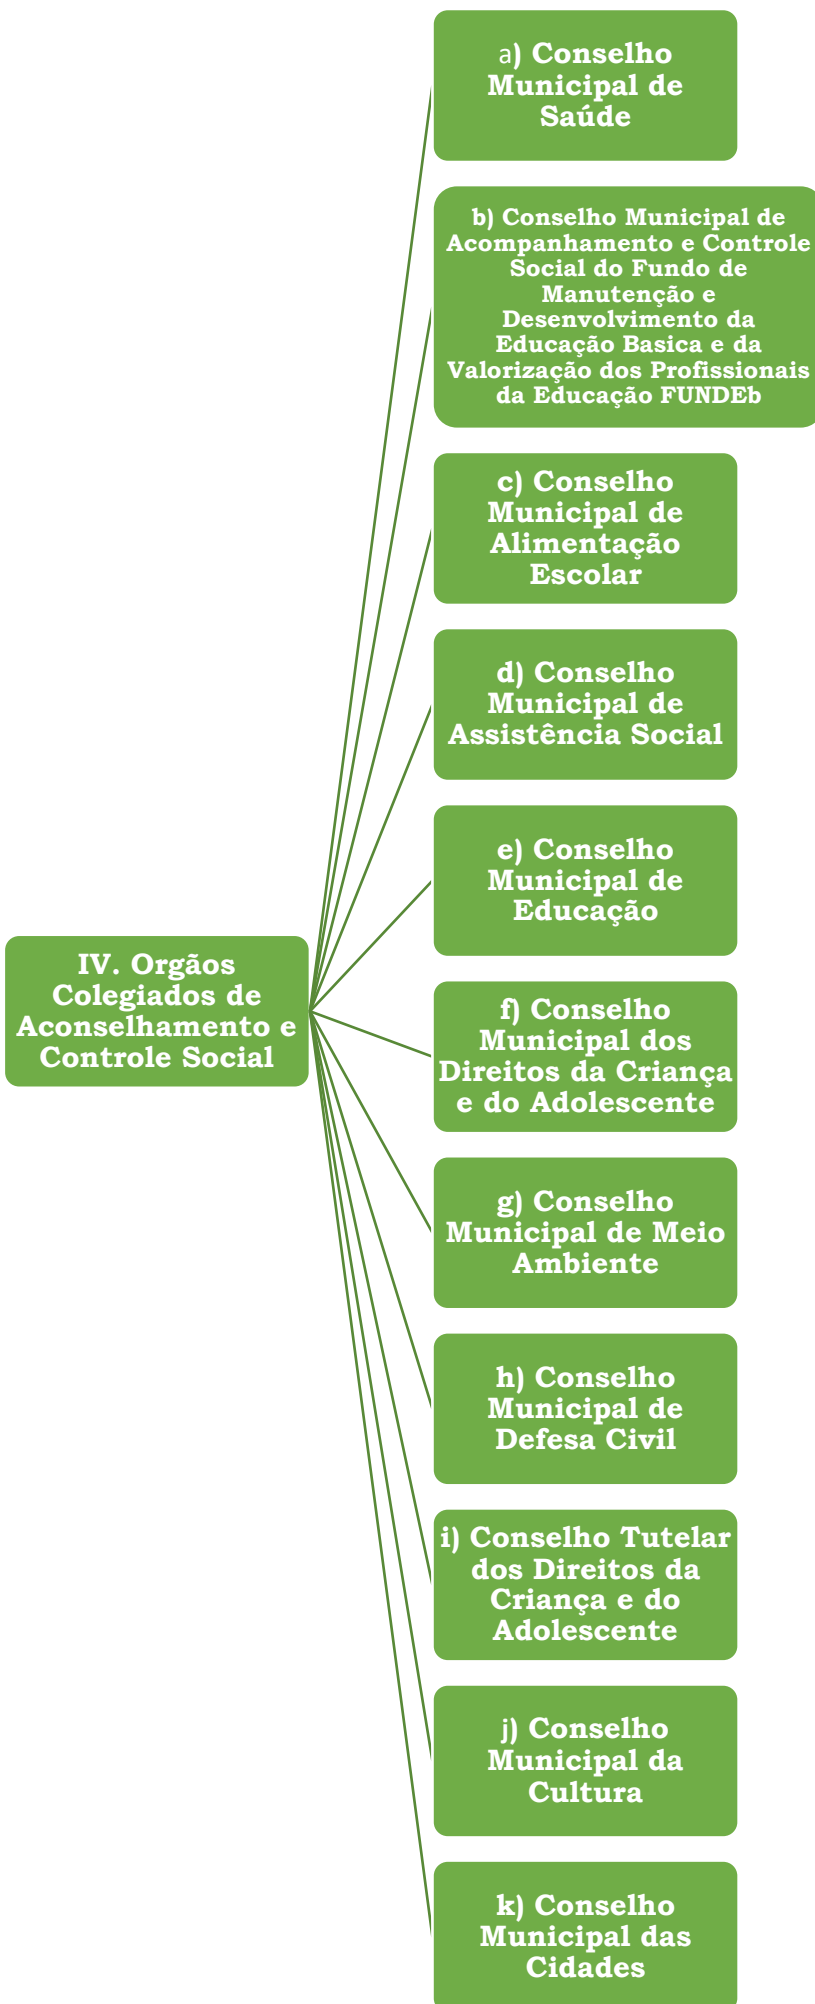 a) Conselho
Municipal de
Saúde
b) Conselho Municipal de
Acompanhamento e Controle
Social do Fundo de
Manutenção e
Desenvolvimento da
Educação Basica e da
Valorização dos Profissionais
da Educação FUNDEb
c) Conselho
Municipal de
Alimentação
Escolar
d) Conselho
Municipal de
Assistência Social
e) Conselho
Municipal de
Educação
IV. Orgãos
Colegiados de
Aconselhamento e
Controle Social
f) Conselho
Municipal dos
Direitos da Criança
e do Adolescente
g) Conselho
Municipal de Meio
Ambiente
h) Conselho
Municipal de
Defesa Civil
i) Conselho Tutelar
dos Direitos da
Criança e do
Adolescente
j) Conselho
Municipal da
Cultura
k) Conselho
Municipal das
Cidades